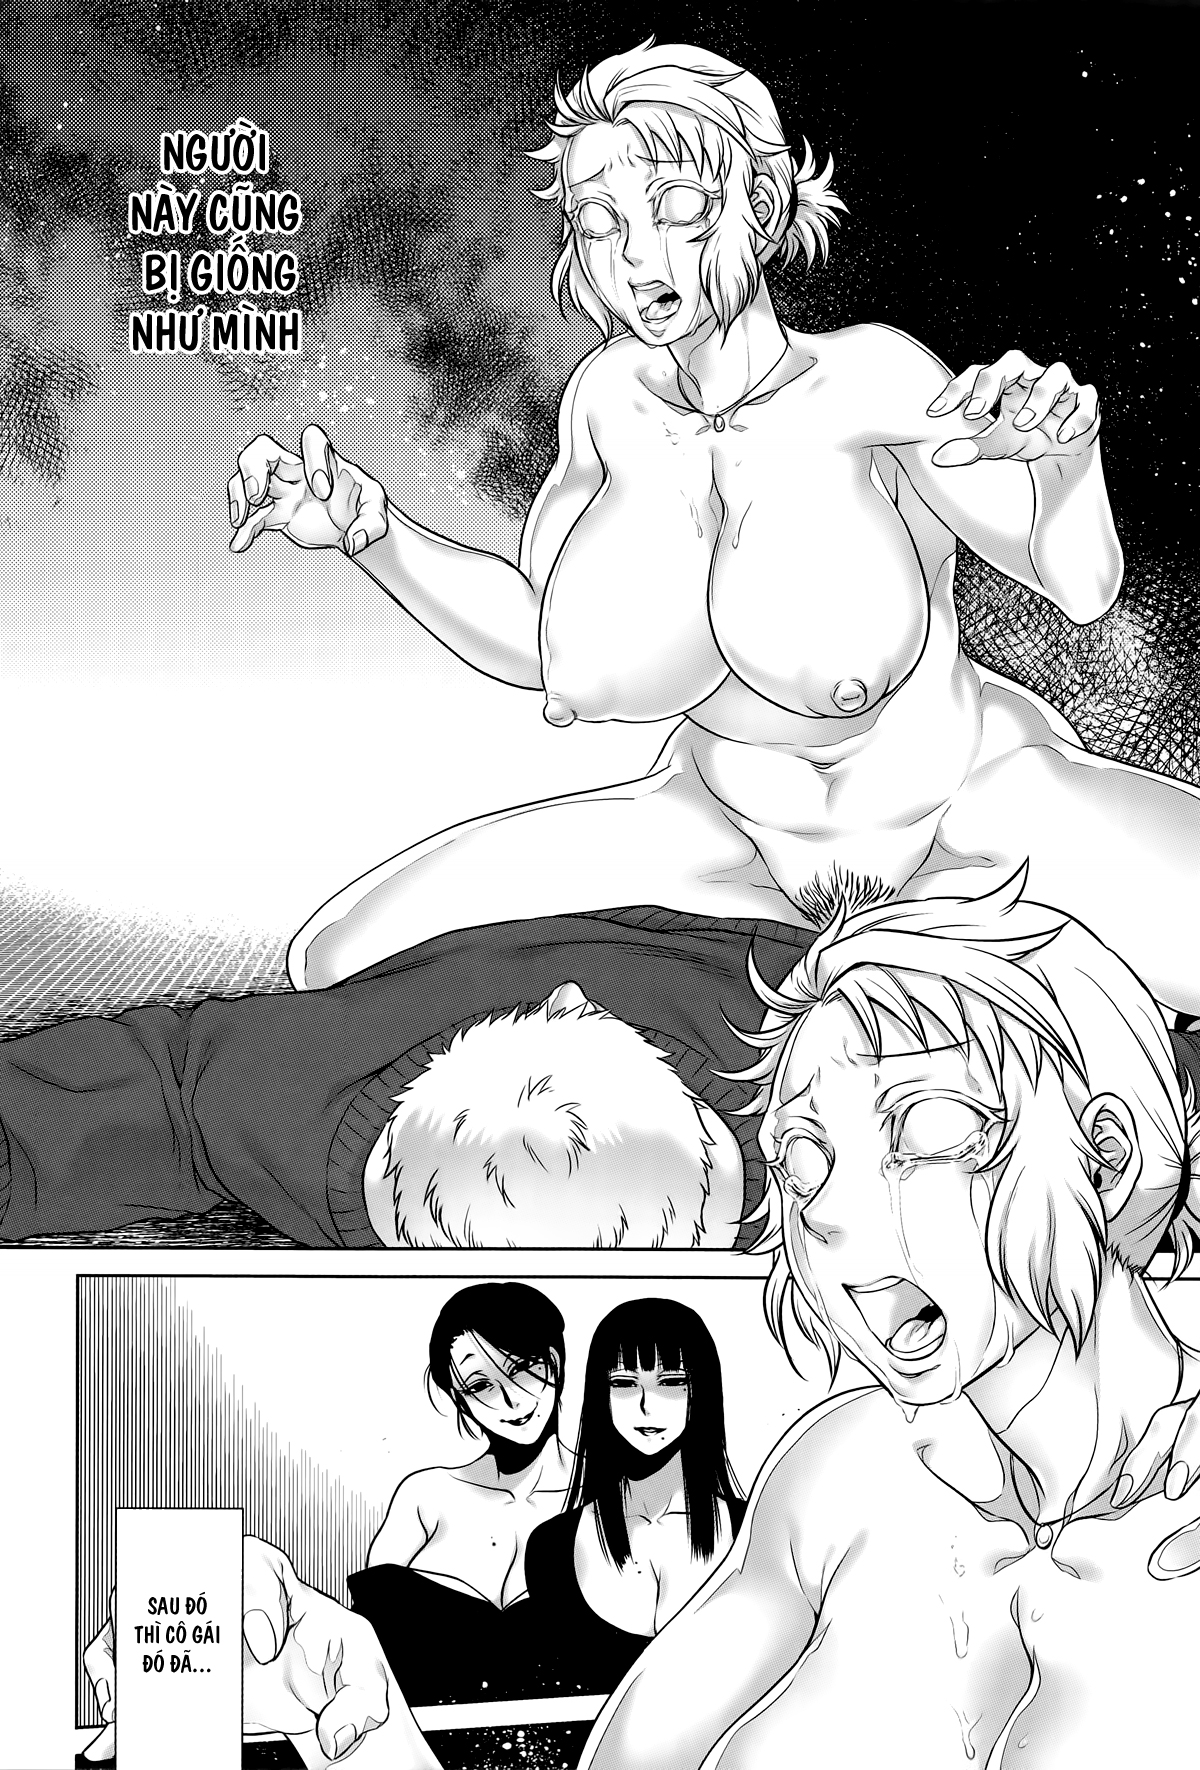 NGƯỜI
NÀY CŨNG
BỊ GIỐNG
NHƯ MÌNH
SAU ĐÓ
THÌ CÔ GÁI
ĐÓ ĐÃ...